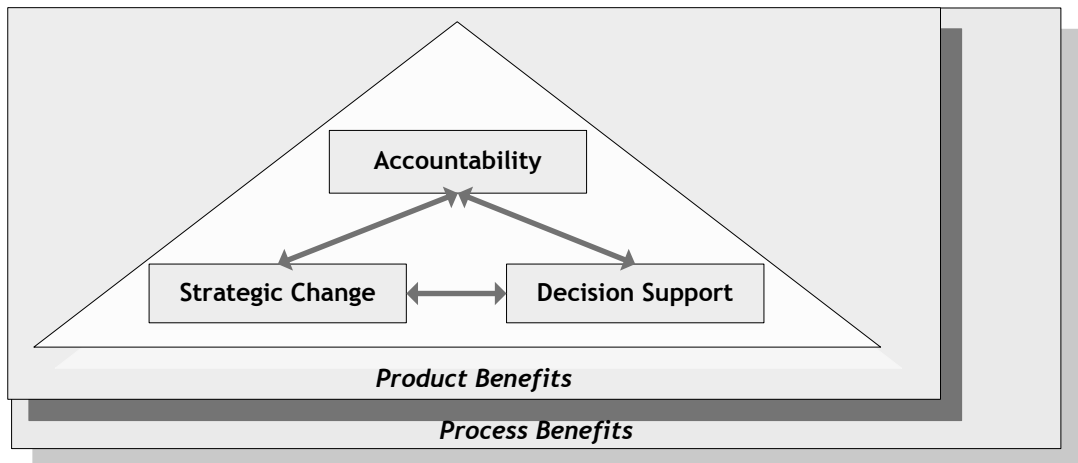 Accountability
Strategic Change
Decision Support
Product Benefits
Process Benefits